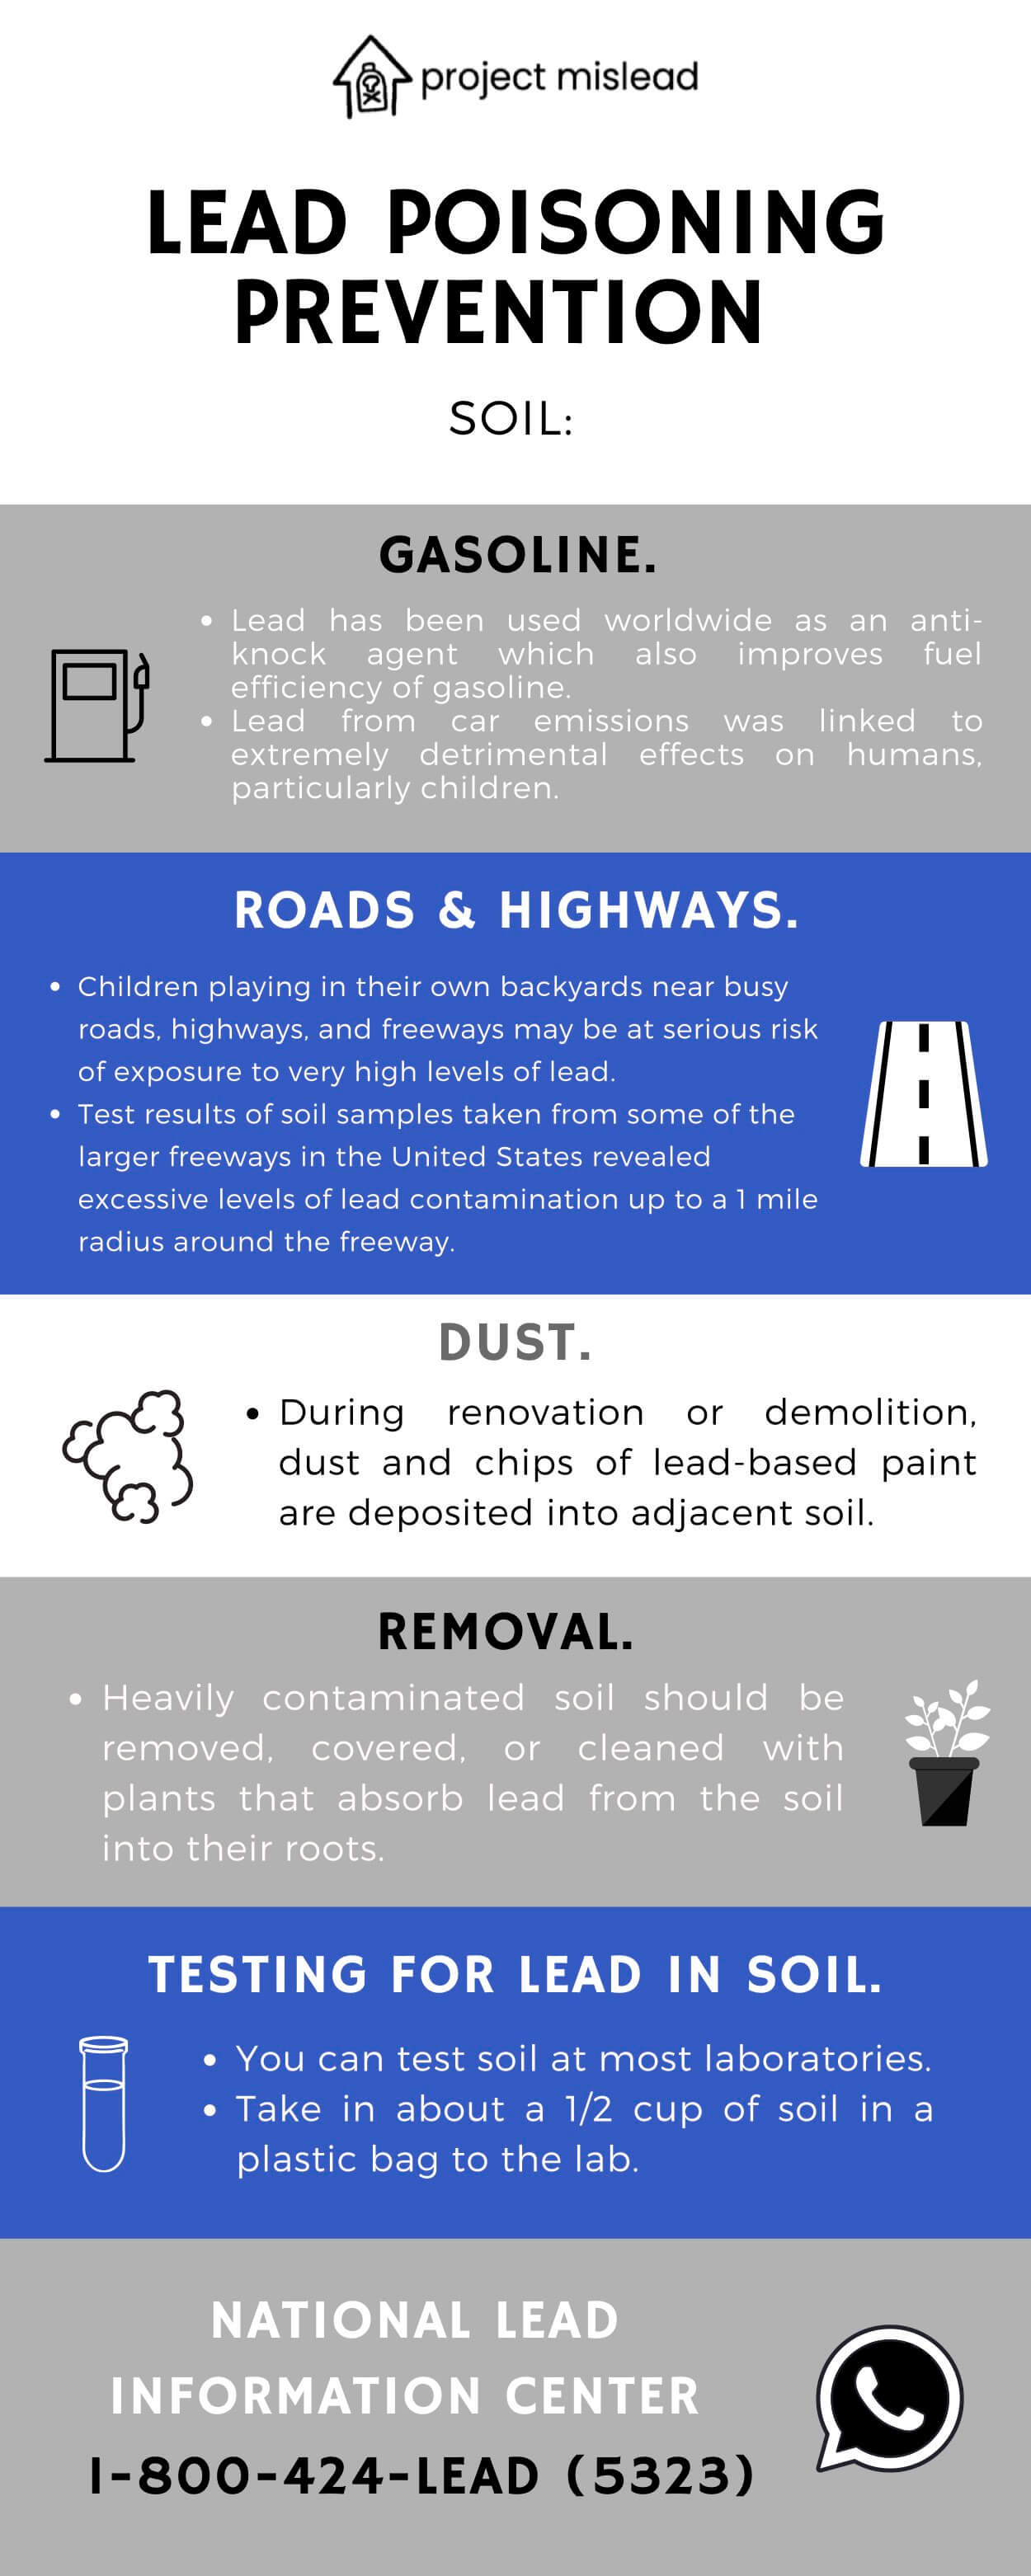 project mislead
LEAD POISONING
PREVENTION
SOIL:
GASOLINE.
• Lead has been used worldwide as an anti-
knock agent which also improves fuel
efficiency of gasoline.
• Lead from car emissions was linked to
extremely detrimental effects on humans,
particularly children.
ROADS & HIGHWAYS.
• Children playing in their own backyards near busy
roads, highways, and freeways may be at serious risk
of exposure to very high levels of lead.
• Test results of soil samples taken from some of the
larger freeways in the United States revealed
excessive levels of lead contamination up to a 1 mile
radius around the freeway.
DUST.
• During renovation or demolition,
dust and chips of lead-based paint
are deposited into adjacent soil.
REMOVAL.
• Heavily contaminated soil should be
removed, covered, or cleaned with
plants that absorb lead from the soil
into their roots.
TESTING FOR LEAD IN SOIL.
• You can test soil at most laboratories.
• Take in about a 1/2 cup of soil in a
plastic bag to the lab.
NATIONAL LEAD
INFORMATION CENTER
1-800-424-LEAD (5323)